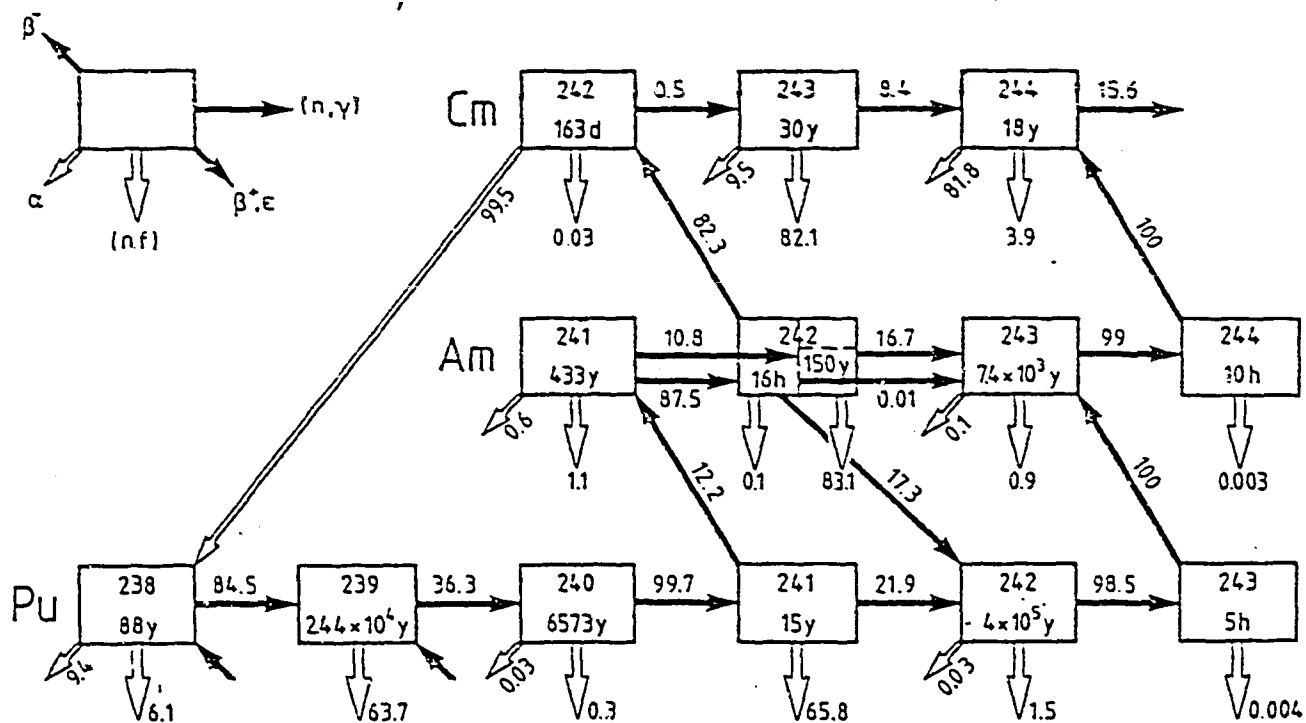 β⁻
(n,γ)
α
β⁺,ε
(n.f)
Cm
242
163d
0.5
243
30y
8.4
244
18y
15.6
99.5
0.03
9.5
82.1
81.8
3.9
82.3
100
Am
241
433y
10.8
87.5
242
150y
16h
16.7
0.01
243
7.4×10³y
99
244
10h
0.6
1.1
0.1
83.1
0.1
0.9
0.003
12.2
17.3
100
Pu
238
88y
84.5
239
2.44×10⁴y
36.3
240
6573y
99.7
241
15y
21.9
242
4×10⁵y
98.5
243
5h
9.4
6.1
63.7
0.03
0.3
65.8
0.03
1.5
0.004